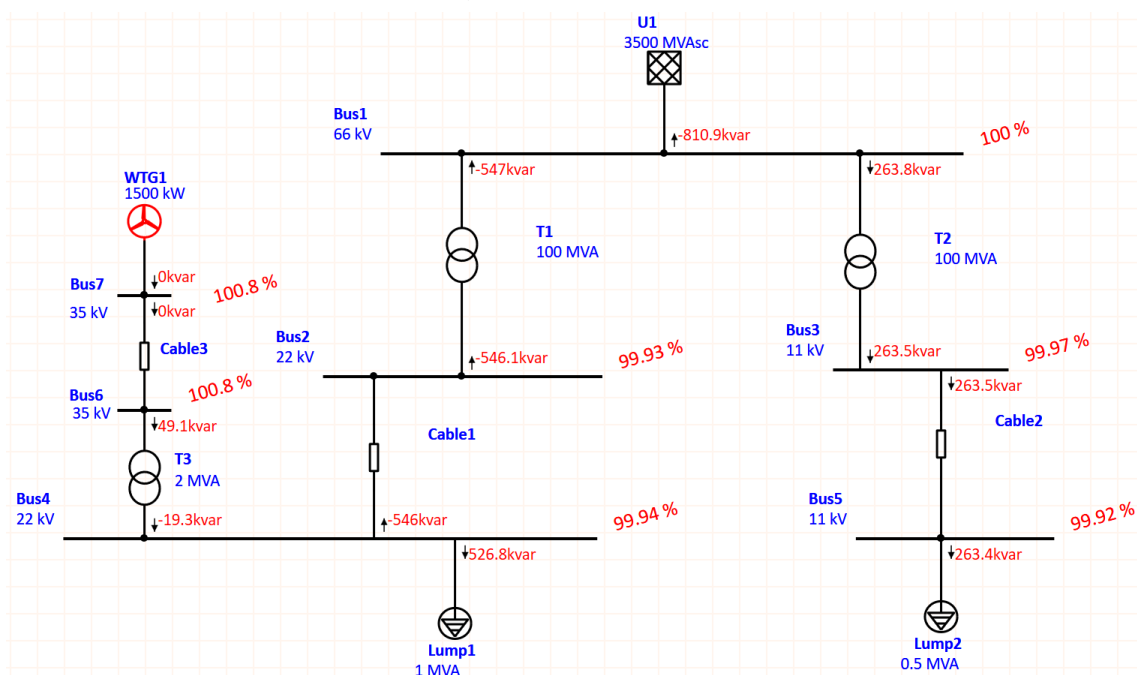 U1
3500 MVAsc
Bus1
66 kV
-810.9kvar
100 %
-547kvar
263.8kvar
WTG1
1500 kW
T1
100 MVA
T2
100 MVA
0kvar
Bus7
100.8 %
35 kV
0kvar
Cable3
Bus2
22 kV
-546.1kvar
99.93 %
Bus3
11 kV
263.5kvar
99.97 %
Bus6
35 kV
100.8 %
49.1kvar
263.5kvar
Cable1
Cable2
T3
2 MVA
Bus4
22 kV
-19.3kvar
-546kvar
99.94 %
Bus5
11 kV
99.92 %
526.8kvar
263.4kvar
Lump1
1 MVA
Lump2
0.5 MVA